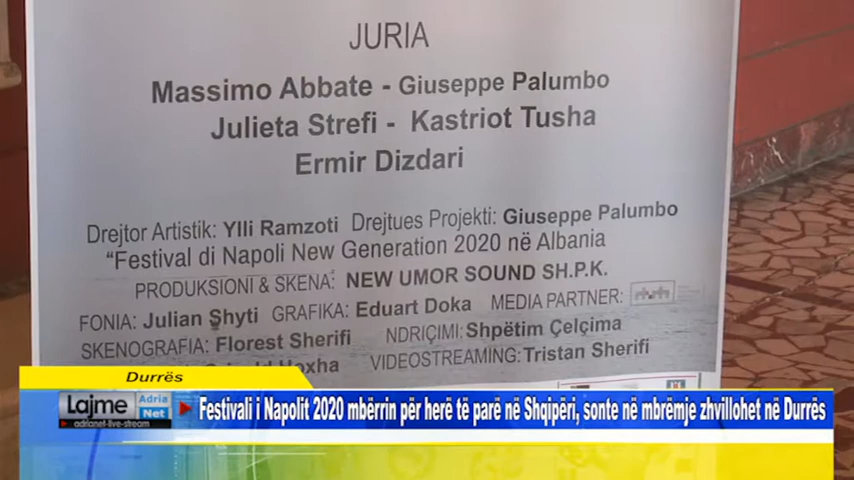 JURIA
Massimo Abbate - Giuseppe Palumbo
Julieta Strefi - Kastriot Tusha
Ermir Dizdari
Drejtor Artistik: Ylli Ramzoti Drejtues Projekti: Giuseppe Palumbo
“Festival di Napoli New Generation 2020 në Albania
PRODUKSIONI & SKENA: NEW UMOR SOUND SH.P.K.
FONIA: Julian Shyti GRAFIKA: Eduart Doka MEDIA PARTNER:
SKENOGRAFIA: Florest Sherifi NDRIÇIMI: Shpëtim Çelçima
Hoxha VIDEOSTREAMING: Tristan Sherifi
Durrës
Lajme Adria Net
adrianet-live-stream
Festivali i Napolit 2020 mbërrin për herë të parë në Shqipëri, sonte në mbrëmje zhvillohet në Durrës